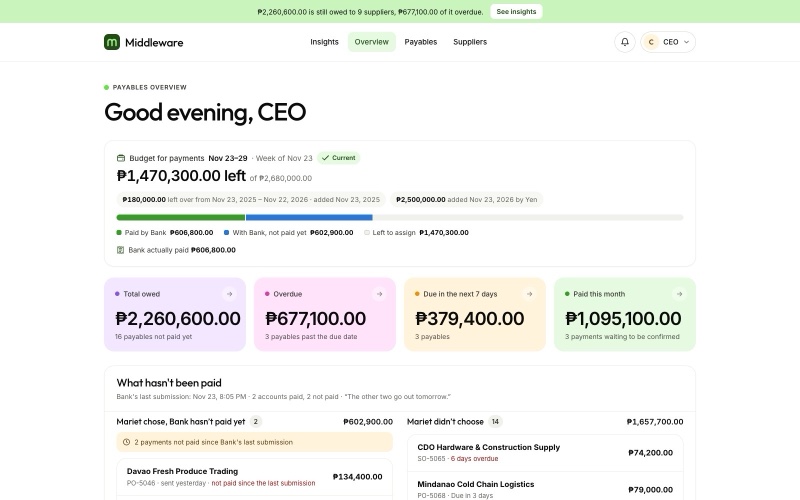 ₱2,260,600.00 is still owed to 9 suppliers, ₱677,100.00 of it overdue. See insights
m Middleware Insights Overview Payables Suppliers C CEO
PAYABLES OVERVIEW
Good evening, CEO
Budget for payments Nov 23–29 · Week of Nov 23 Current
₱1,470,300.00 left of ₱2,680,000.00
₱180,000.00 left over from Nov 23, 2025 – Nov 22, 2026 · added Nov 23, 2025 ₱2,500,000.00 added Nov 23, 2026 by Yen
Paid by Bank ₱606,800.00 With Bank, not paid yet ₱602,900.00 Left to assign ₱1,470,300.00
Bank actually paid ₱606,800.00
Total owed
₱2,260,600.00
16 payables not paid yet
Overdue
₱677,100.00
3 payables past the due date
Due in the next 7 days
₱379,400.00
3 payables
Paid this month
₱1,095,100.00
3 payments waiting to be confirmed
What hasn't been paid
Bank's last submission: Nov 23, 8:05 PM · 2 accounts paid, 2 not paid · "The other two go out tomorrow."
Mariet chose, Bank hasn't paid yet 2 ₱602,900.00
2 payments not paid since Bank's last submission
Davao Fresh Produce Trading
PO-5046 · sent yesterday · not paid since the last submission
₱134,400.00
Mariet didn't choose 14 ₱1,657,700.00
CDO Hardware & Construction Supply
SO-5065 · 6 days overdue
₱74,200.00
Mindanao Cold Chain Logistics
PO-5068 · Due in 3 days
₱79,000.00